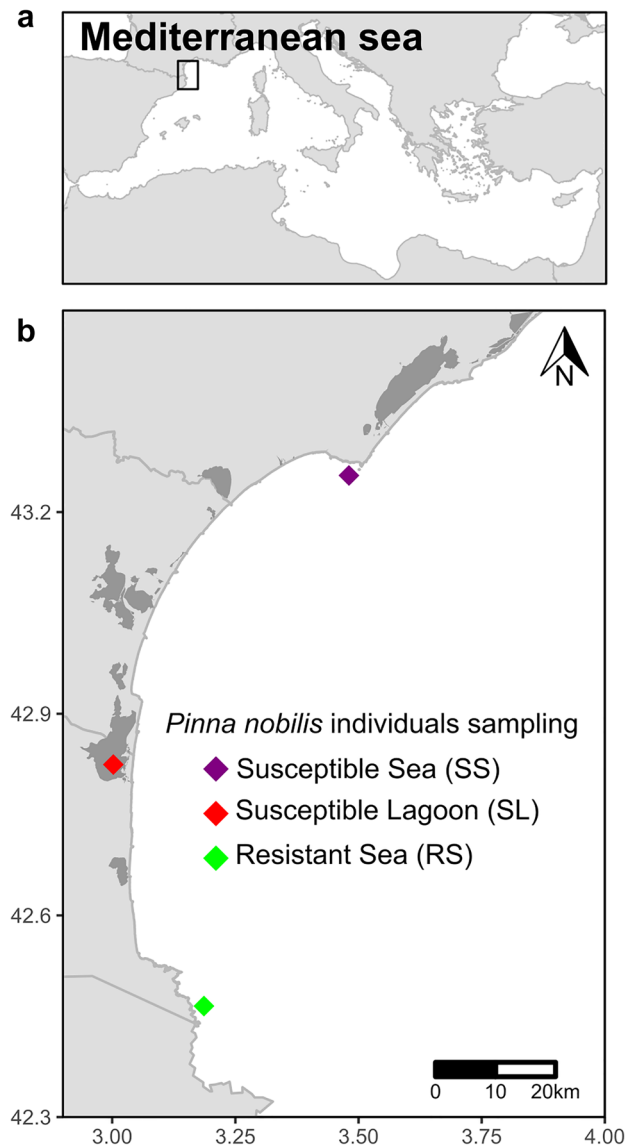 a
Mediterranean sea
b
N
43.2
42.9
Pinna nobilis individuals sampling
Susceptible Sea (SS)
Susceptible Lagoon (SL)
Resistant Sea (RS)
42.6
0 10 20km
42.3
3.00 3.25 3.50 3.75 4.00